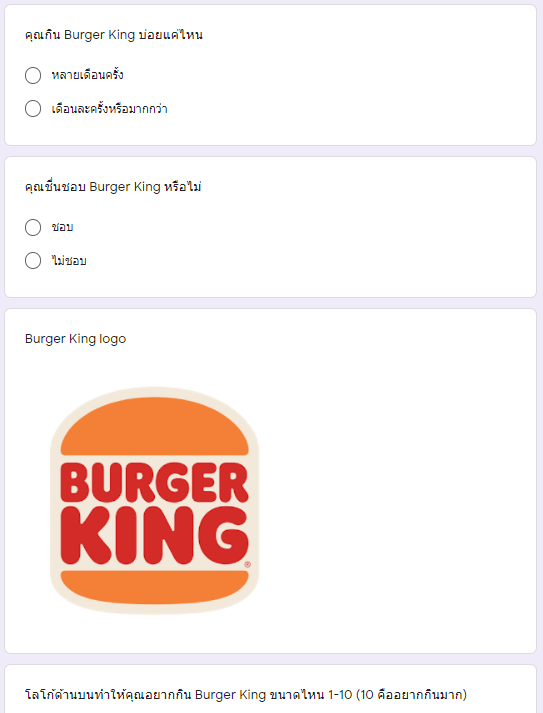 คุณกิน Burger King บ่อยแค่ไหน
หลายเดือนครั้ง
เดือนละครั้งหรือมากกว่า
คุณชื่นชอบ Burger King หรือไม่
ชอบ
ไม่ชอบ
Burger King logo
BURGER
KING®
โลโก้ด้านบนทำให้คุณอยากกิน Burger King ขนาดไหน 1-10 (10 คืออยากกินมาก)